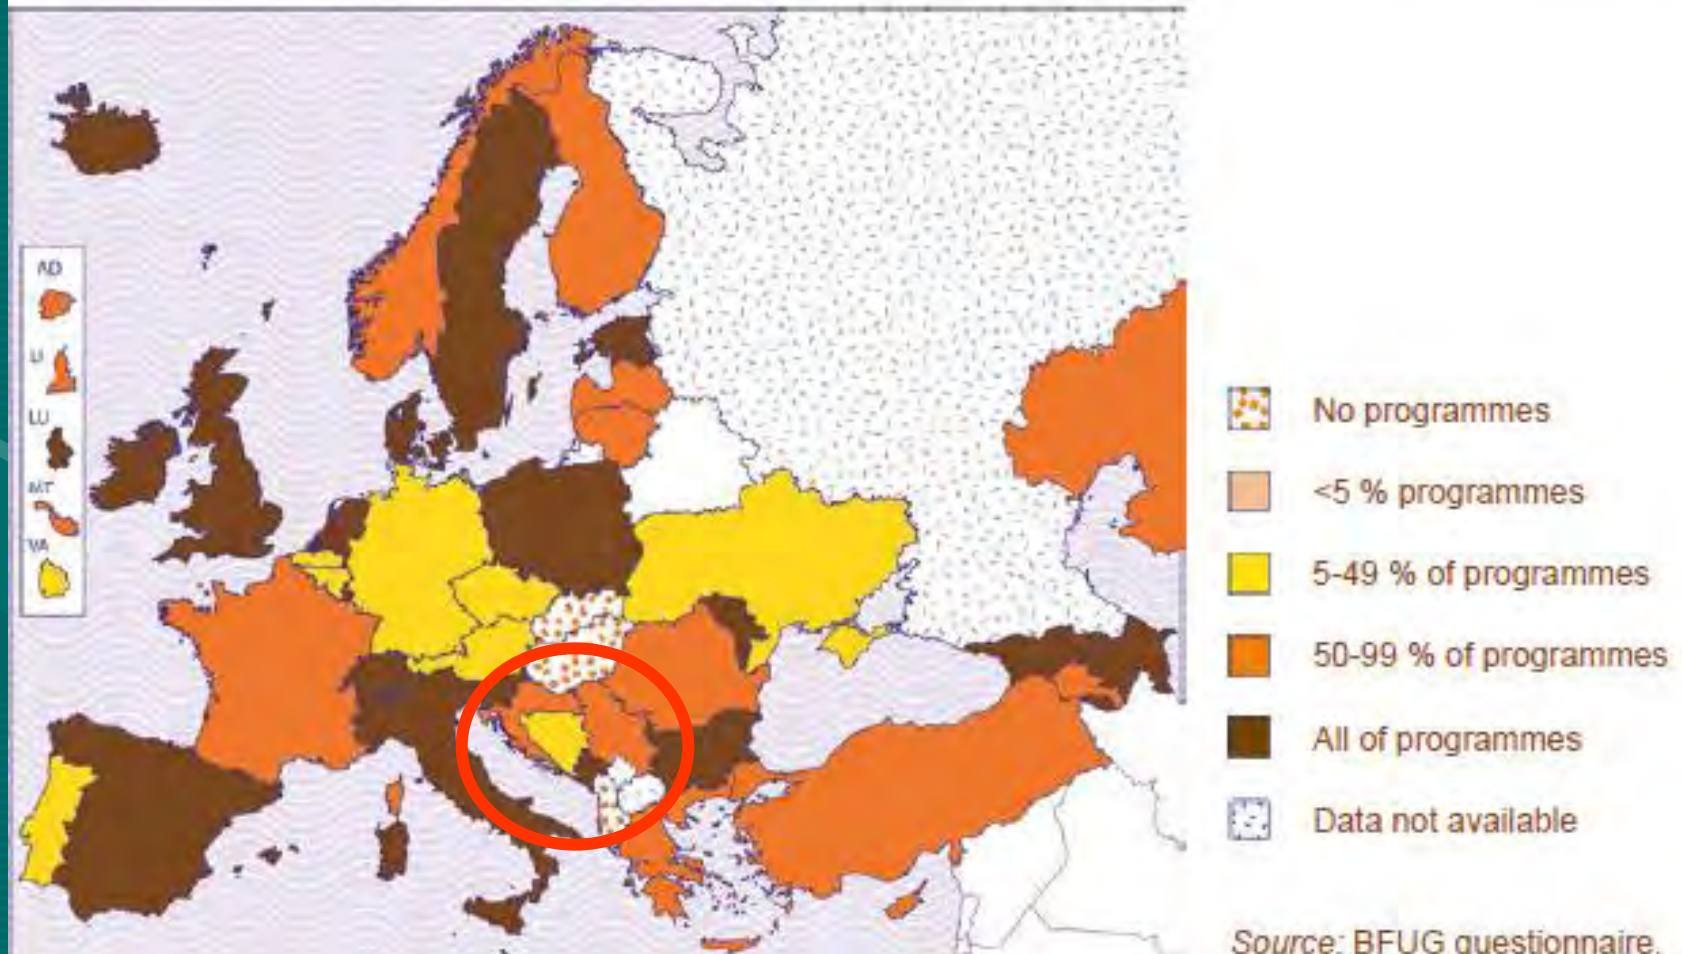 AD
LI
LU
MT
VA
No programmes
<5 % programmes
5-49 % of programmes
50-99 % of programmes
All of programmes
Data not available
Source: BFUG questionnaire.